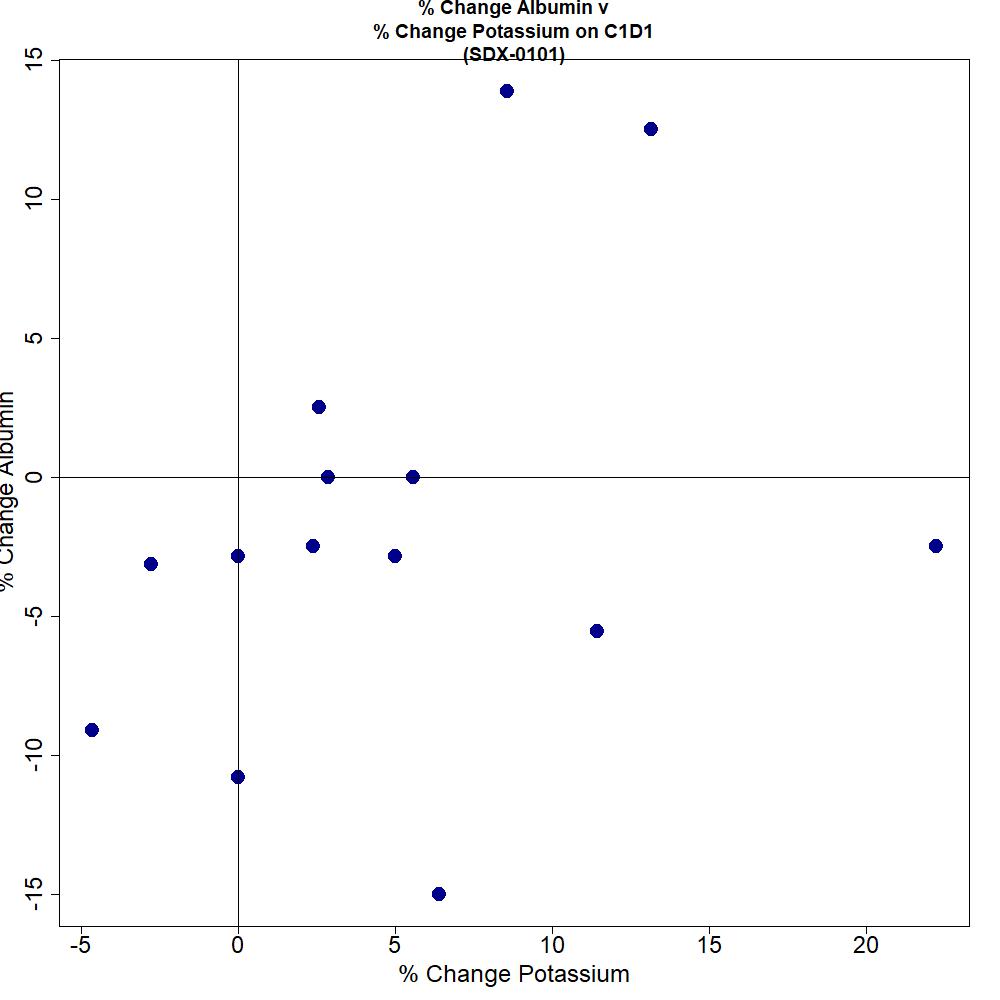 % Change Albumin v
% Change Potassium on C1D1
(SDX-0101)
15
10
5
0
-5
-10
-15
% Change Albumin
-5
0
5
10
15
20
% Change Potassium